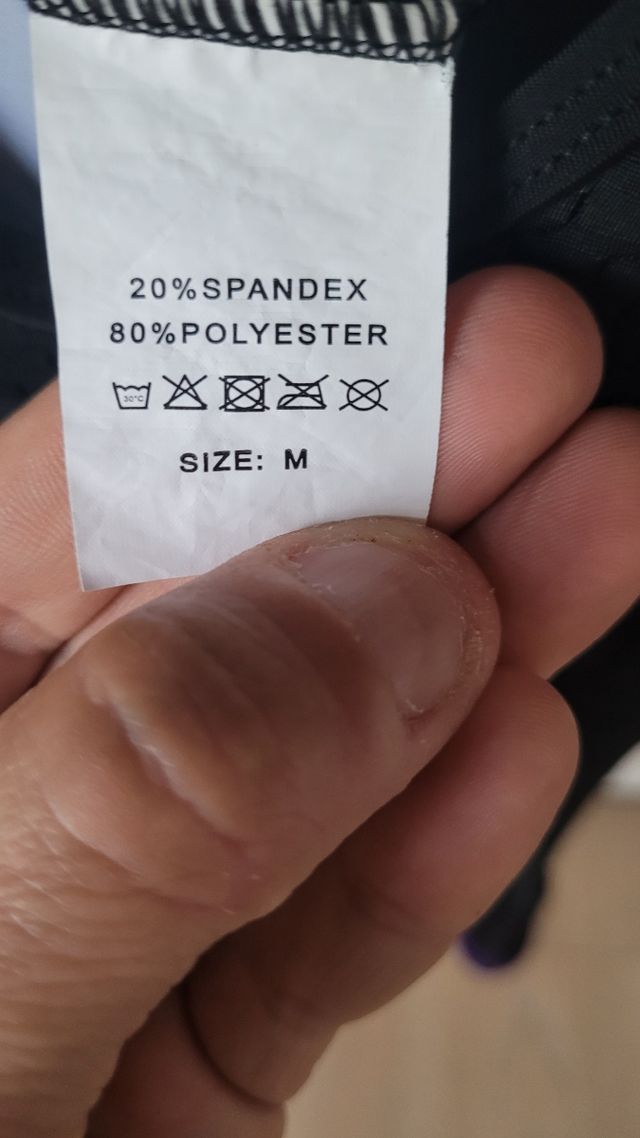 20%SPANDEX
80%POLYESTER
30°C
SIZE: M